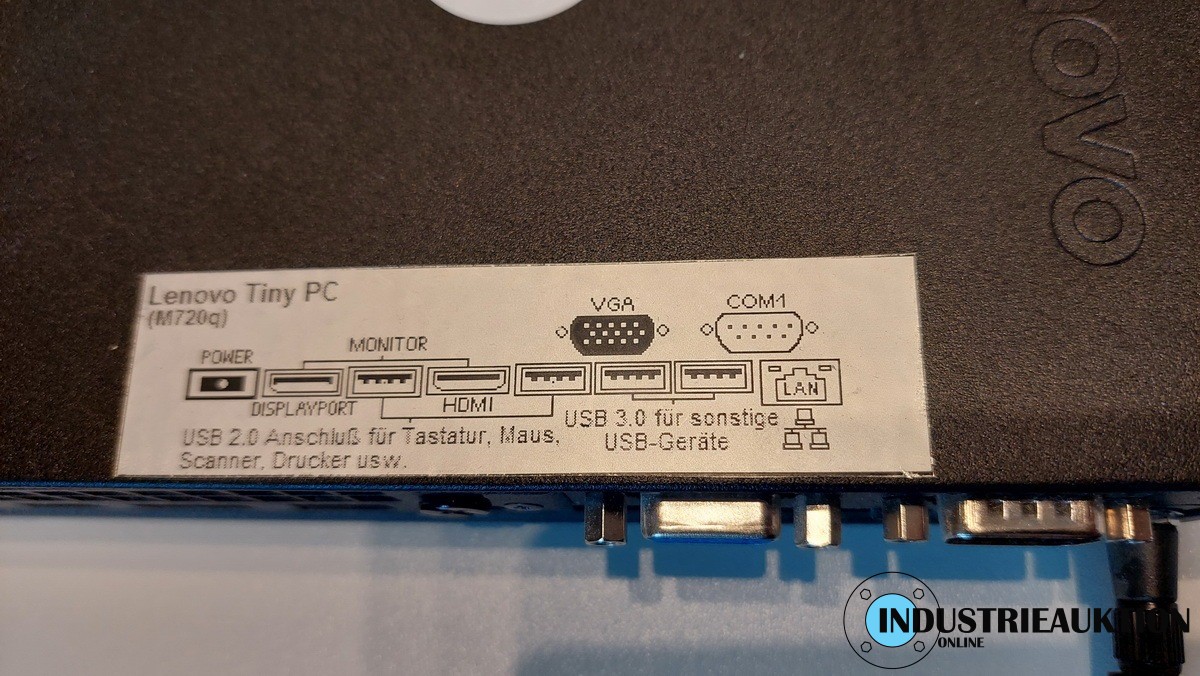 novo
Lenovo Tiny PC
(M720q)
VGA
COM1
MONITOR
POWER
DISPLAYPORT
HDMI
LAN
USB 3.0 für sonstige
USB-Geräte
USB 2.0 Anschluß für Tastatur, Maus,
Scanner, Drucker usw.
INDUSTRIEAUKTION
ONLINE